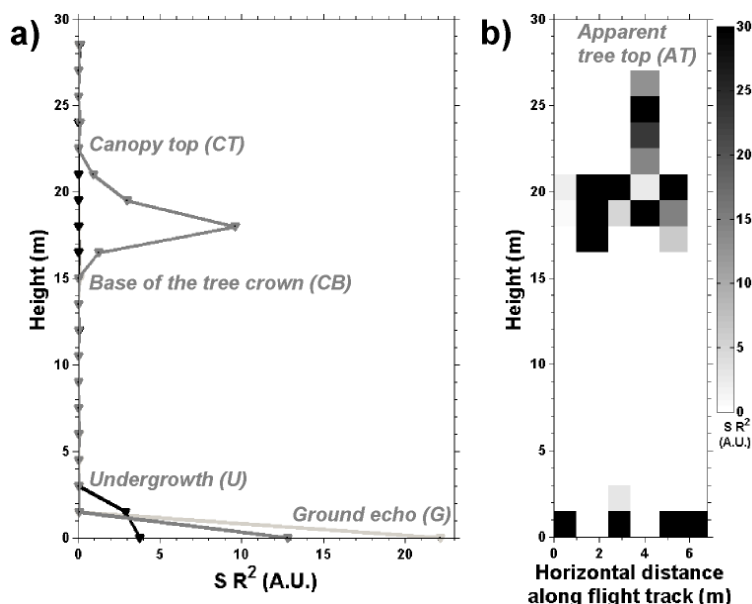 a)
30
25
20
15
10
5
0
Height (m)
Canopy top (CT)
Base of the tree crown (CB)
Undergrowth (U)
Ground echo (G)
0 5 10 15 20
S R² (A.U.)
b)
30
25
20
15
10
5
0
Height (m)
Apparent
tree top (AT)
0 2 4 6
Horizontal distance
along flight track (m)
30
25
20
15
10
5
0
S R²
(A.U.)